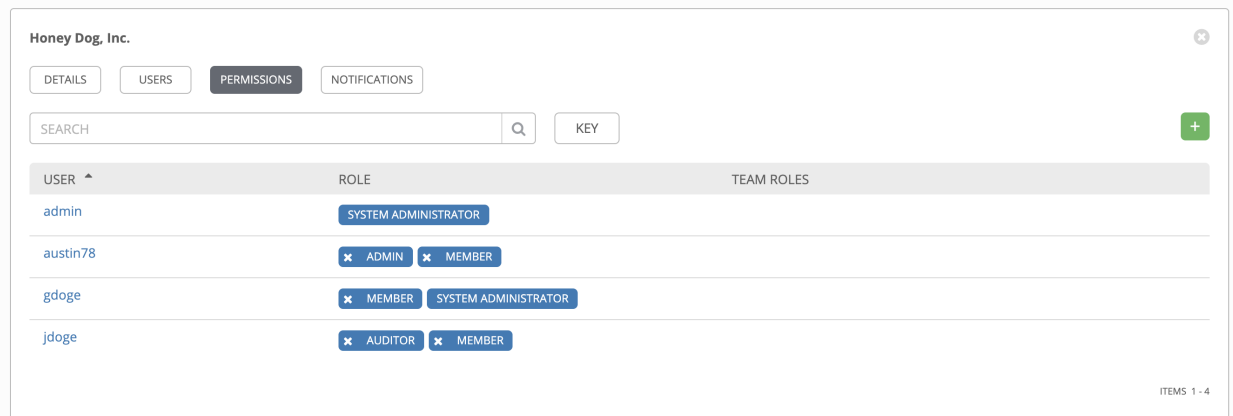 Honey Dog, Inc.
DETAILS USERS PERMISSIONS NOTIFICATIONS
SEARCH KEY +
USER ROLE TEAM ROLES
admin SYSTEM ADMINISTRATOR
austin78 ADMIN MEMBER
gdoge MEMBER SYSTEM ADMINISTRATOR
jdoge AUDITOR MEMBER
ITEMS 1 - 4